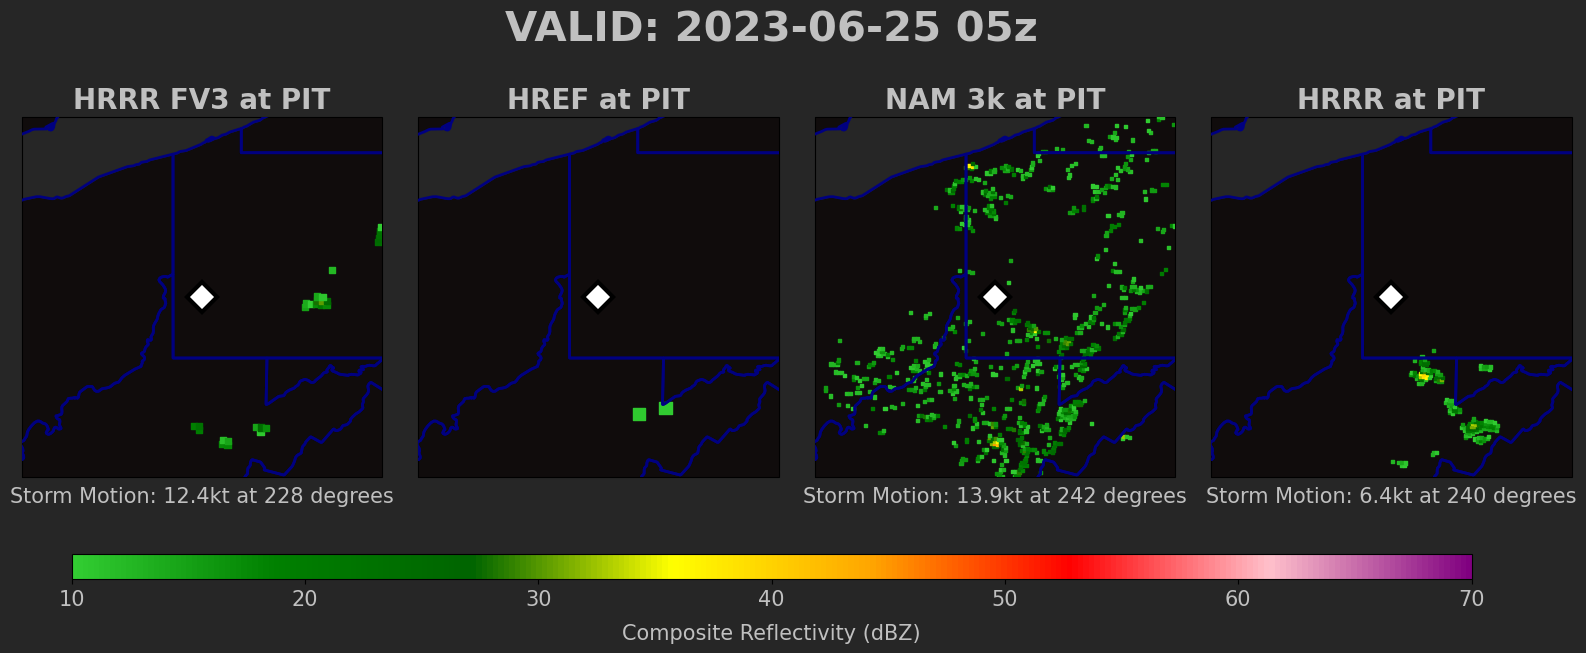 VALID: 2023-06-25 05z
HRRR FV3 at PIT
HREF at PIT
NAM 3k at PIT
HRRR at PIT
Storm Motion: 12.4kt at 228 degrees
Storm Motion: 13.9kt at 242 degrees
Storm Motion: 6.4kt at 240 degrees
10 20 30 40 50 60 70
Composite Reflectivity (dBZ)